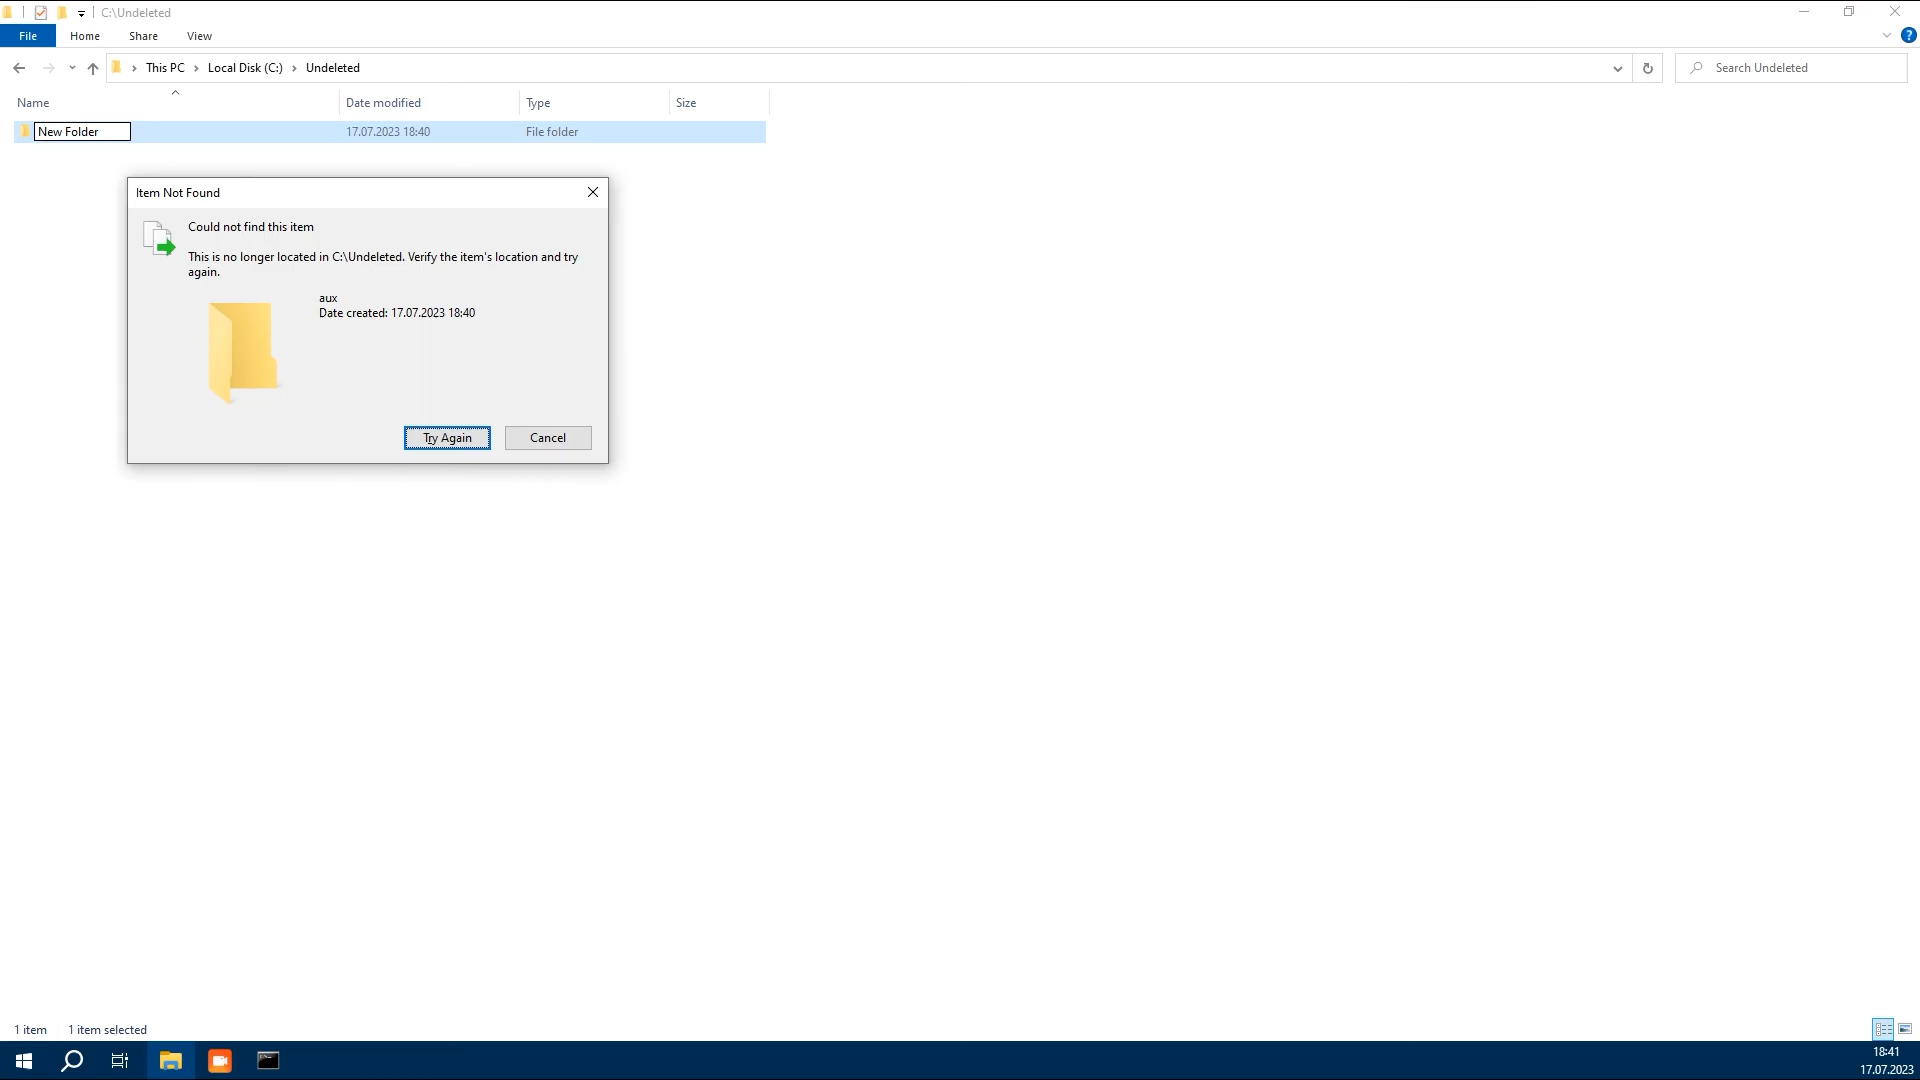 C:\Undeleted
File Home Share View
?
This PC Local Disk (C:) Undeleted
Search Undeleted
Name Date modified Type Size
New Folder 17.07.2023 18:40 File folder
Item Not Found
Could not find this item
This is no longer located in C:\Undeleted. Verify the item's location and try
again.
aux
Date created: 17.07.2023 18:40
Try Again Cancel
1 item 1 item selected
18:41
17.07.2023